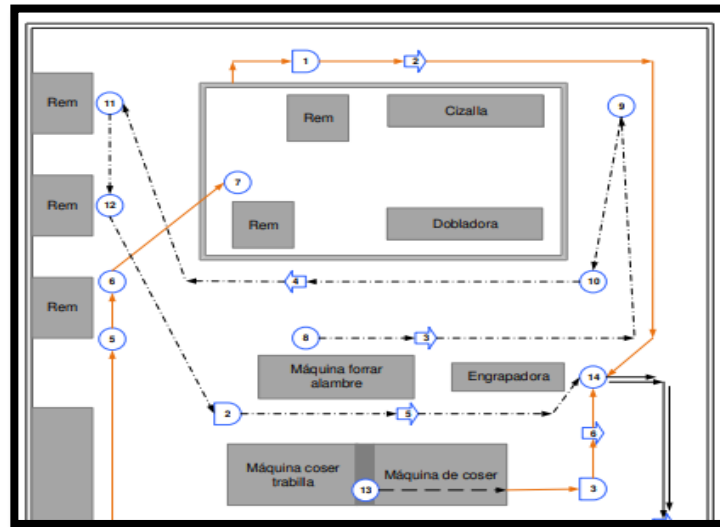 1
2
Rem
11
Rem
Cizalla
9
7
Rem
12
Rem
Dobladora
Rem
6
4
10
5
8
3
Máquina forrar
alambre
Engrapadora
14
2
5
6
Máquina coser
trabilla
Máquina de coser
13
3